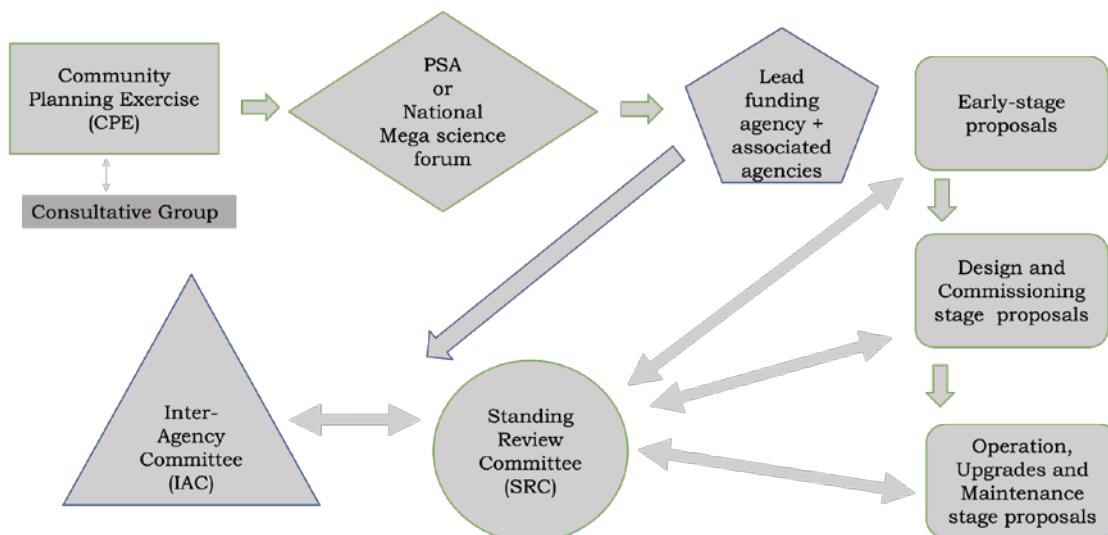 Community
Planning Exercise
(CPE)
Consultative Group
PSA
or
National
Mega science
forum
Lead
funding
agency +
associated
agencies
Early-stage
proposals
Design and
Commissioning
stage proposals
Operation,
Upgrades and
Maintenance
stage proposals
Inter-
Agency
Committee
(IAC)
Standing
Review
Committee
(SRC)